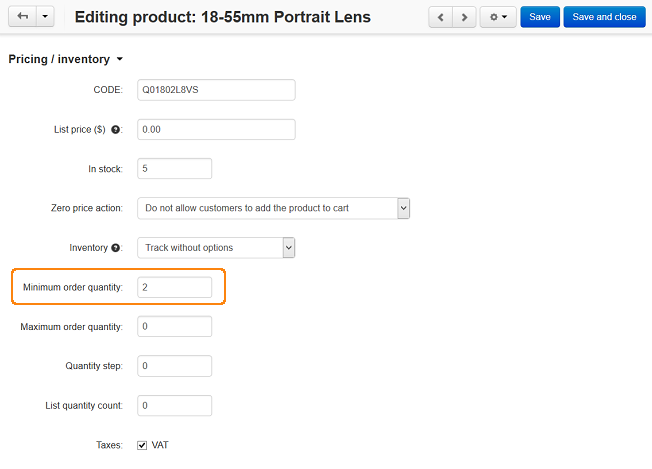 Editing product: 18-55mm Portrait Lens
Save
Save and close
Pricing / inventory
CODE: Q01802L8VS
List price ($) ?: 0.00
In stock: 5
Zero price action: Do not allow customers to add the product to cart
Inventory ?: Track without options
Minimum order quantity: 2
Maximum order quantity: 0
Quantity step: 0
List quantity count: 0
Taxes: VAT